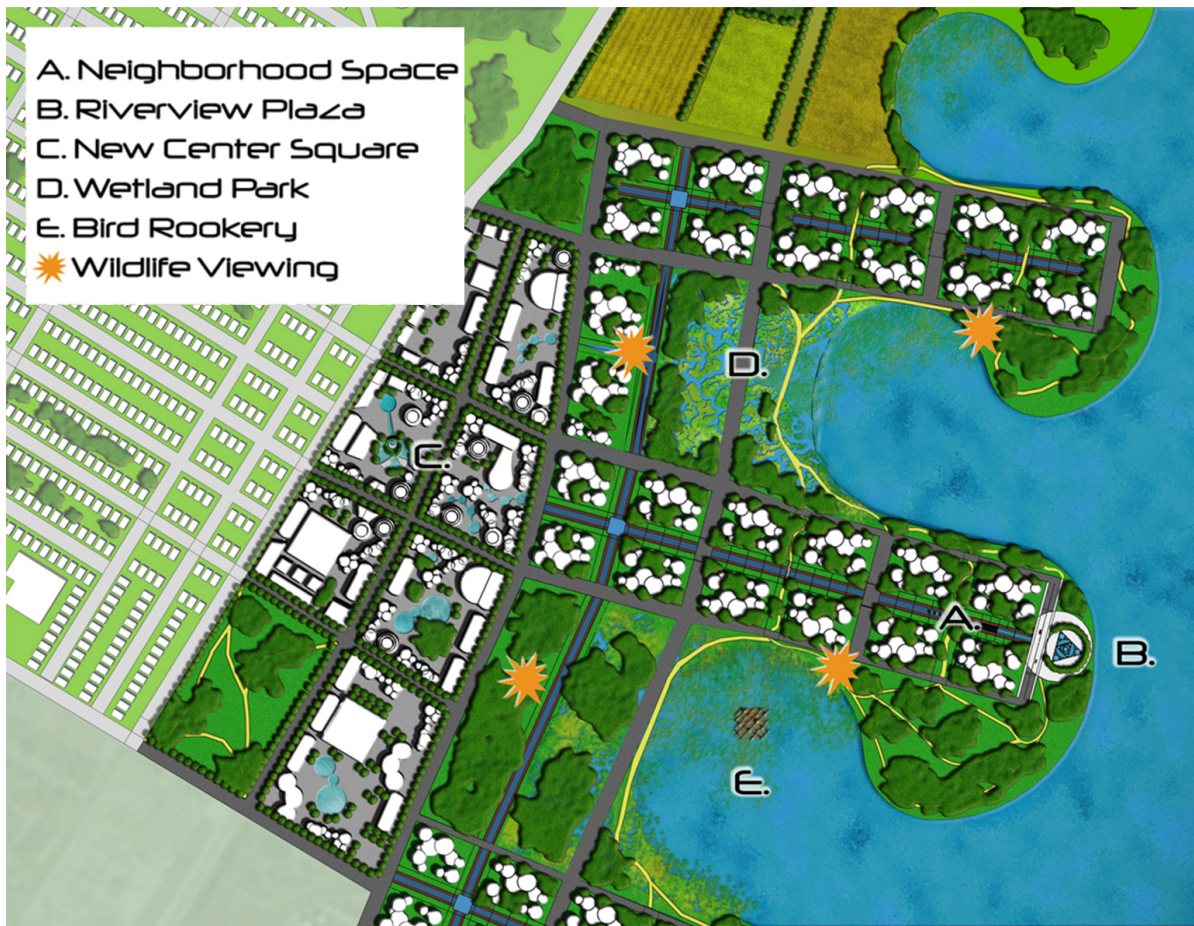 A. Neighborhood Space
B. Riverview Plaza
C. New Center Square
D. Wetland Park
E. Bird Rookery
Wildlife Viewing
D.
C.
A.
B.
E.